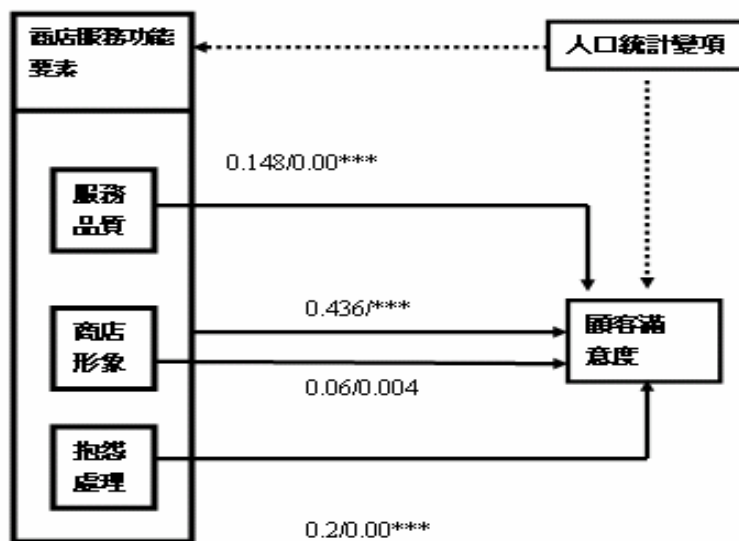 商店服務功能
要素
人口統計變項
0.148/0.00***
服務
品質
0.436/***
商店
形象
顧客滿
意度
0.06/0.004
抱怨
處理
0.2/0.00***